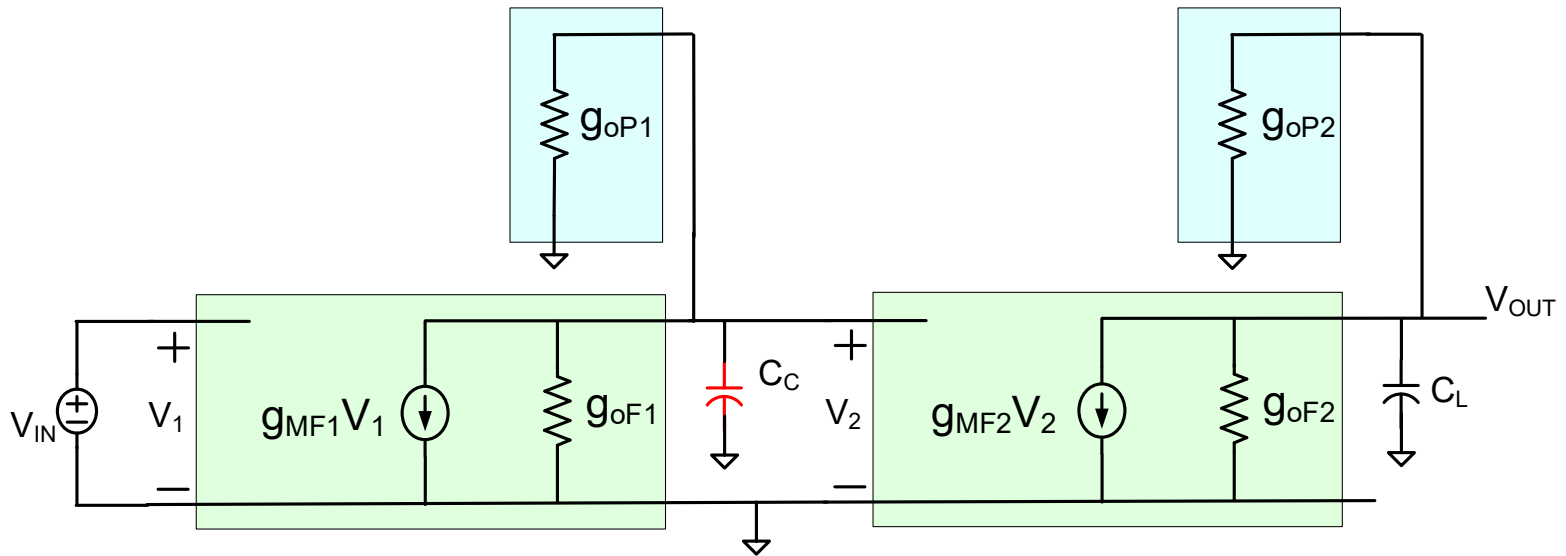 g_oP1
g_oP2
V_IN
+
−
+
V_1
−
g_MF1V_1
g_oF1
C_C
+
V_2
−
g_MF2V_2
g_oF2
C_L
V_OUT